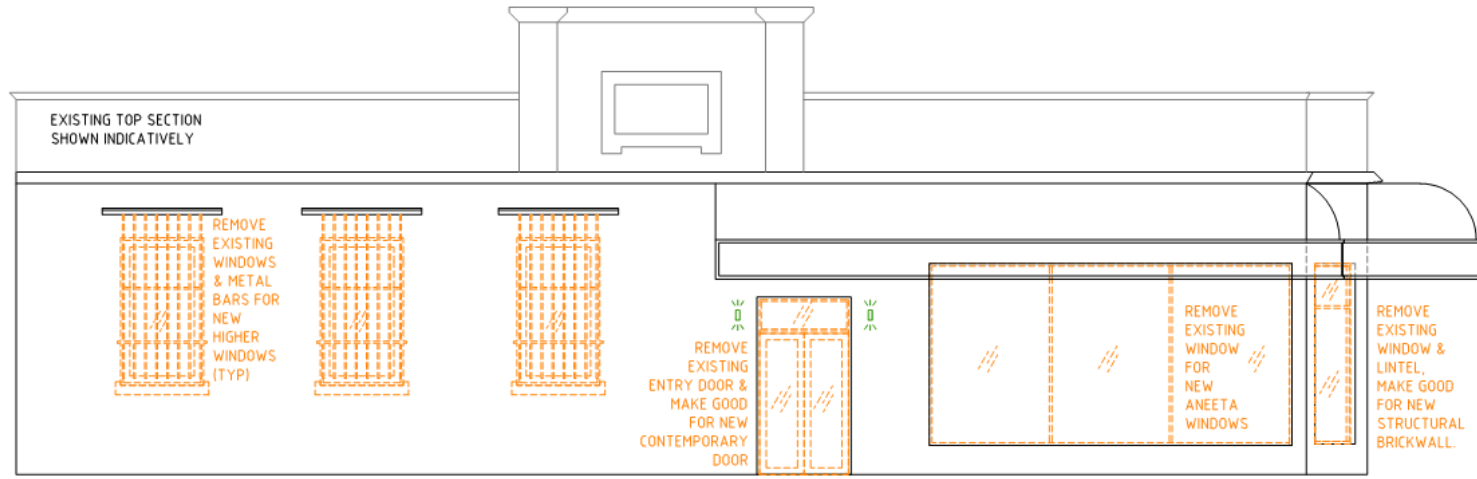 EXISTING TOP SECTION
SHOWN INDICATIVELY
REMOVE
EXISTING
WINDOWS
& METAL
BARS FOR
NEW
HIGHER
WINDOWS
(TYP)
REMOVE
EXISTING
ENTRY DOOR &
MAKE GOOD
FOR NEW
CONTEMPORARY
DOOR
REMOVE
EXISTING
WINDOW
FOR
NEW
ANEETA
WINDOWS
REMOVE
EXISTING
WINDOW &
LINTEL,
MAKE GOOD
FOR NEW
STRUCTURAL
BRICKWALL.